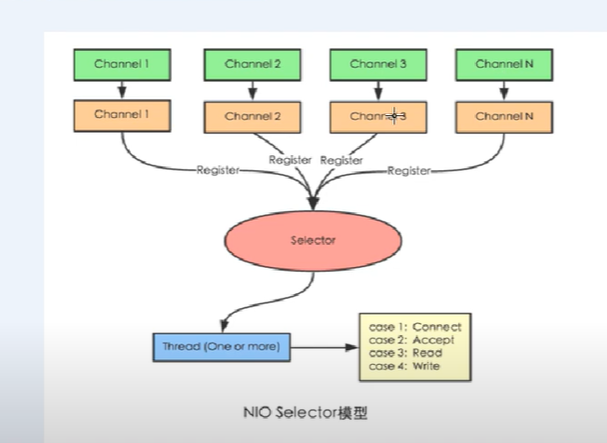 Channel 1
Channel 2
Channel 3
Channel N
Channel 1
Channel 2
Channel N
Register
Register
Register
Register
Selector
Thread (One or more)
case 1: Connect
case 2: Accept
case 3: Read
case 4: Write
NIO Selector模型